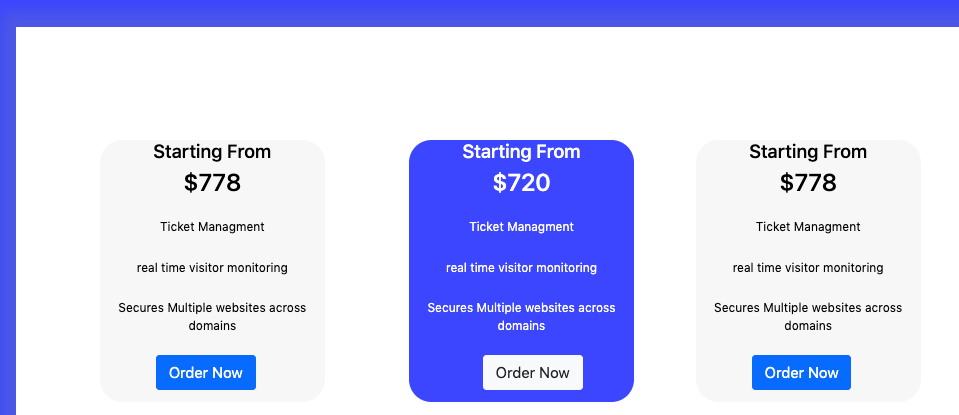 Starting From
$778
Ticket Managment
real time visitor monitoring
Secures Multiple websites across
domains
Order Now
Starting From
$720
Ticket Managment
real time visitor monitoring
Secures Multiple websites across
domains
Order Now
Starting From
$778
Ticket Managment
real time visitor monitoring
Secures Multiple websites across
domains
Order Now